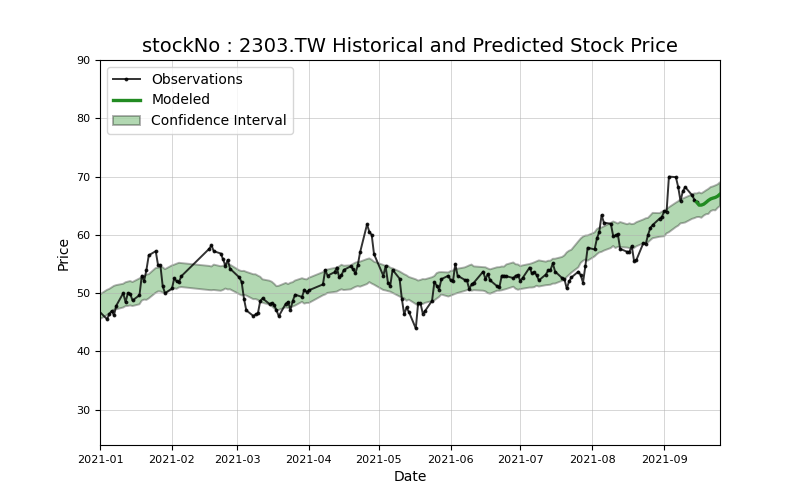 stockNo : 2303.TW Historical and Predicted Stock Price
Observations
Modeled
Confidence Interval
Price
90
80
70
60
50
40
30
2021-01 2021-02 2021-03 2021-04 2021-05 2021-06 2021-07 2021-08 2021-09
Date